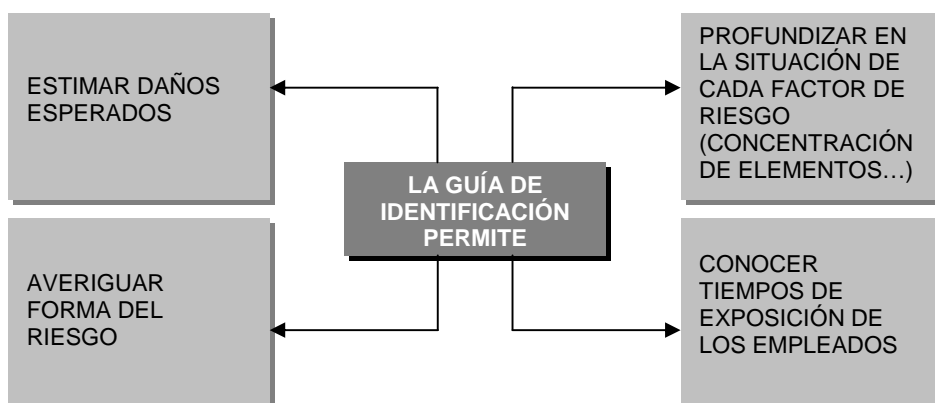 ESTIMAR DAÑOS
ESPERADOS
PROFUNDIZAR EN
LA SITUACIÓN DE
CADA FACTOR DE
RIESGO
(CONCENTRACIÓN
DE ELEMENTOS…)
LA GUÍA DE
IDENTIFICACIÓN
PERMITE
AVERIGUAR
FORMA DEL
RIESGO
CONOCER
TIEMPOS DE
EXPOSICIÓN DE
LOS EMPLEADOS